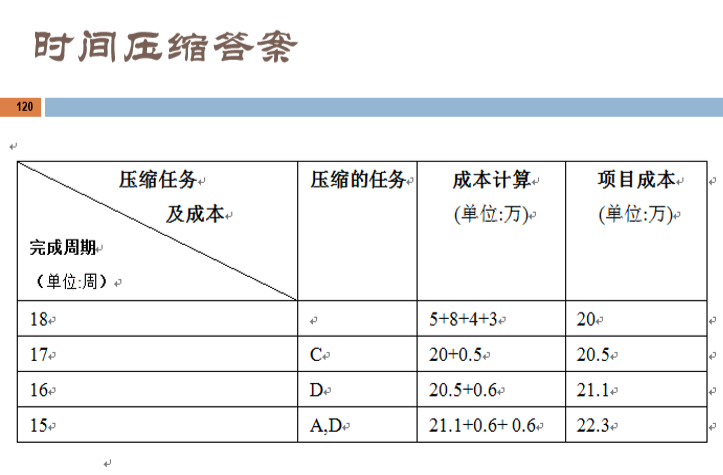 时间压缩答案
120
压缩任务
及成本
完成周期
（单位:周）
压缩的任务
成本计算
(单位:万)
项目成本
(单位:万)
18 5+8+4+3 20
17 C 20+0.5 20.5
16 D 20.5+0.6 21.1
15 A,D 21.1+0.6+ 0.6 22.3